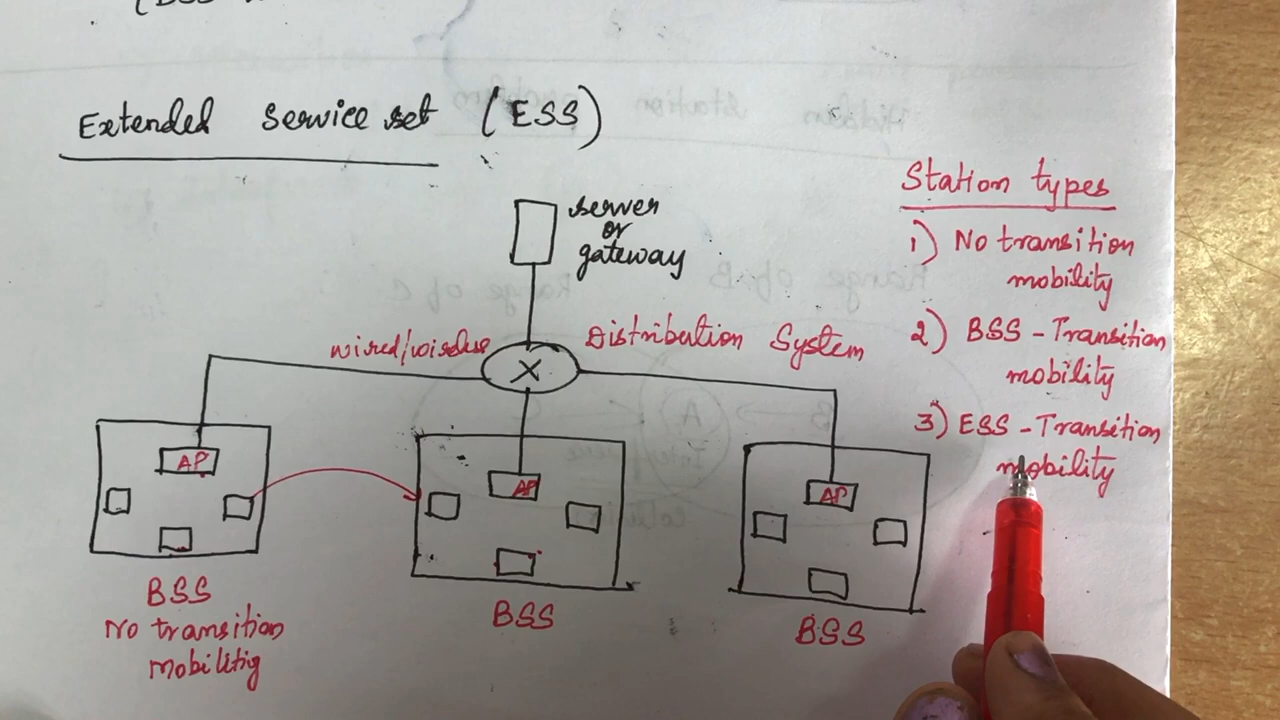 Extended Service set (ESS)
server
or
gateway
wired/wireless
Distribution System
AP
AP
AP
BSS
No transition
mobilitiy
BSS
BSS
Station types
1) No transition
mobility
2) BSS - Transition
mobility
3) ESS - Transition
mobility